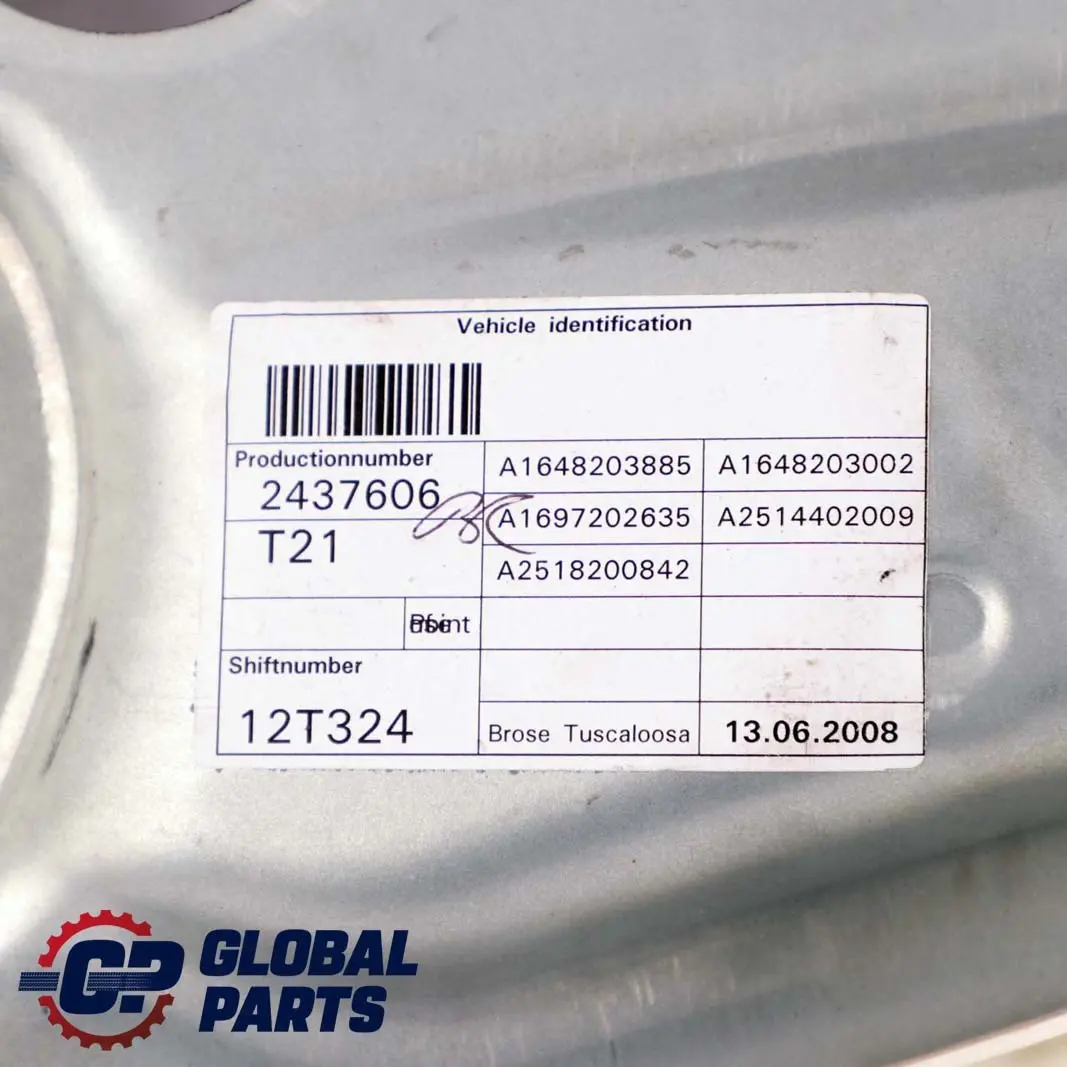 Vehicle identification
Productionnumber
2437606
A1648203885 A1648203002
A1697202635 A2514402009
T21
A2518200842
Shiftnumber
12T324
Brose Tuscaloosa 13.06.2008
GP GLOBAL
PARTS